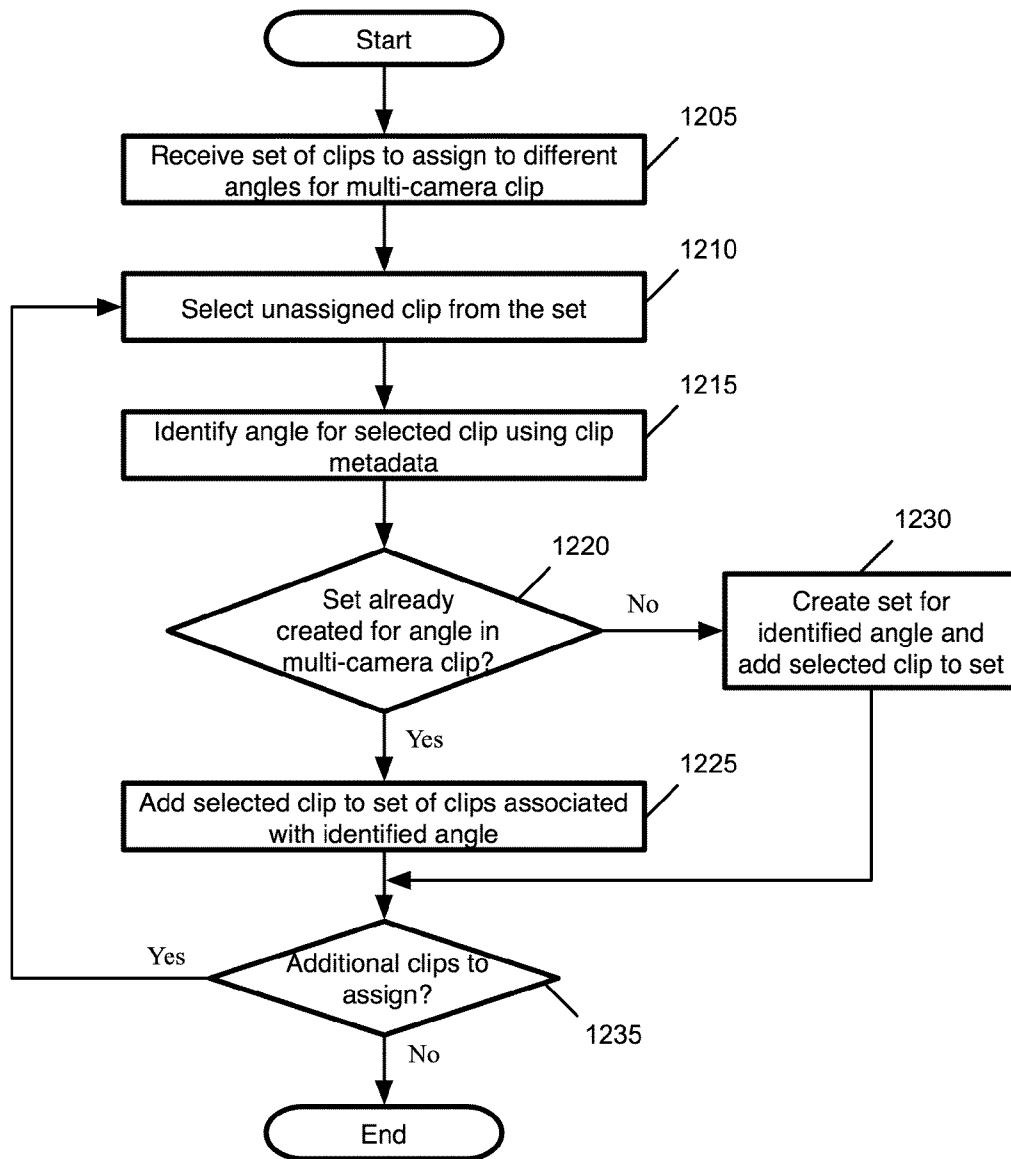 Start
1205
Receive set of clips to assign to different
angles for multi-camera clip
1210
Select unassigned clip from the set
1215
Identify angle for selected clip using clip
metadata
1220
Set already
created for angle in
multi-camera clip?
No
1230
Create set for
identified angle and
add selected clip to set
Yes
1225
Add selected clip to set of clips associated
with identified angle
Yes
Additional clips to
assign?
1235
No
End